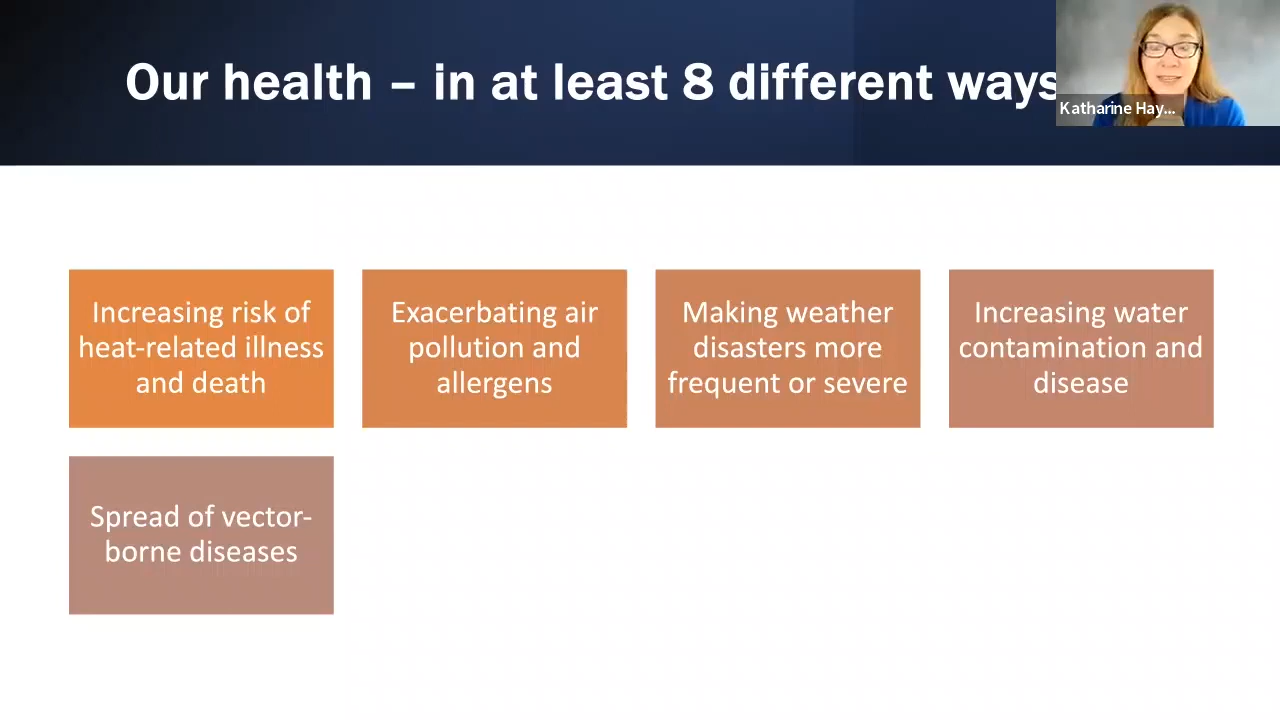 Our health – in at least 8 different ways
Katharine Hay...
Increasing risk of
heat-related illness
and death
Exacerbating air
pollution and
allergens
Making weather
disasters more
frequent or severe
Increasing water
contamination and
disease
Spread of vector-
borne diseases